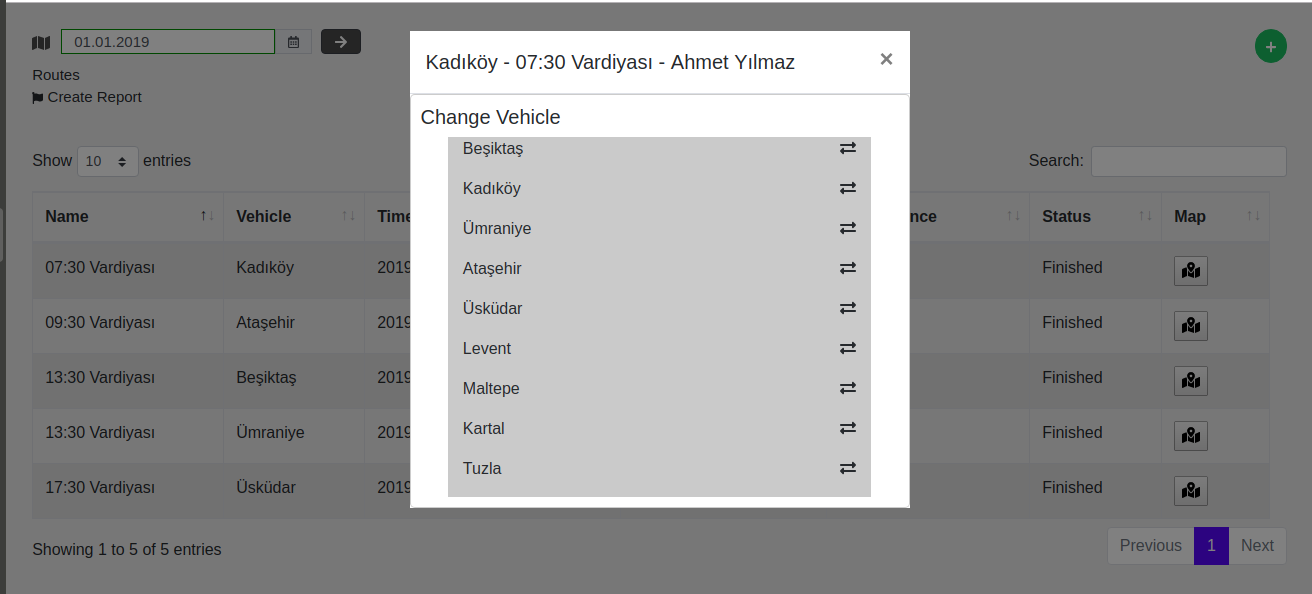 01.01.2019
Routes
Create Report
Kadıköy - 07:30 Vardiyası - Ahmet Yılmaz
×
Change Vehicle
Beşiktaş
Kadıköy
Ümraniye
Ataşehir
Üsküdar
Levent
Maltepe
Kartal
Tuzla
Show 10 entries
Search:
Name Vehicle Time nce Status Map
07:30 Vardiyası Kadıköy 2019 Finished
09:30 Vardiyası Ataşehir 2019 Finished
13:30 Vardiyası Beşiktaş 2019 Finished
13:30 Vardiyası Ümraniye 2019 Finished
17:30 Vardiyası Üsküdar 2019 Finished
Showing 1 to 5 of 5 entries
Previous 1 Next